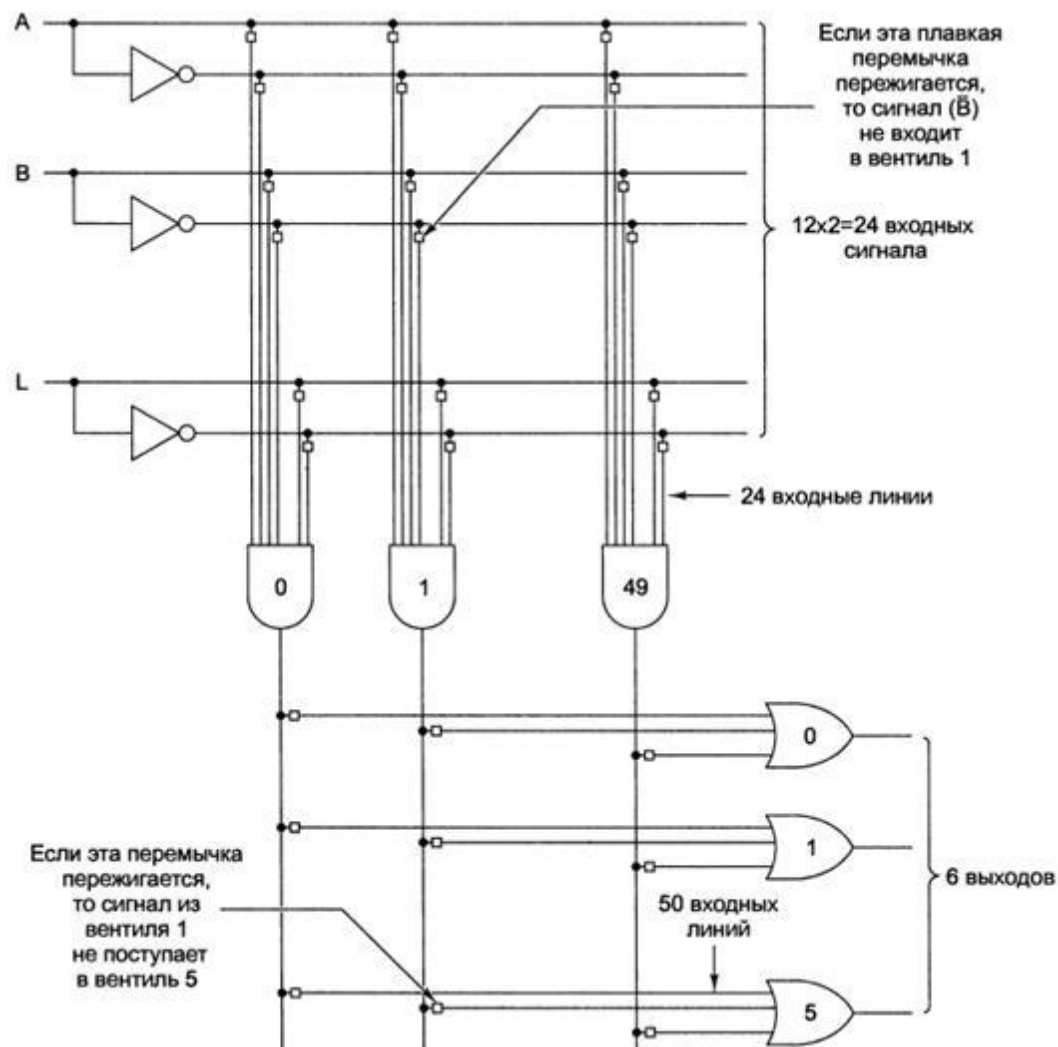 A
Если эта плавкая
перемычка
пережигается,
то сигнал (B̅)
не входит
в вентиль 1
B
12x2=24 входных
сигнала
L
24 входные линии
0
1
49
0
1
Если эта перемычка
пережигается,
то сигнал из
вентиля 1
не поступает
в вентиль 5
6 выходов
50 входных
линий
5